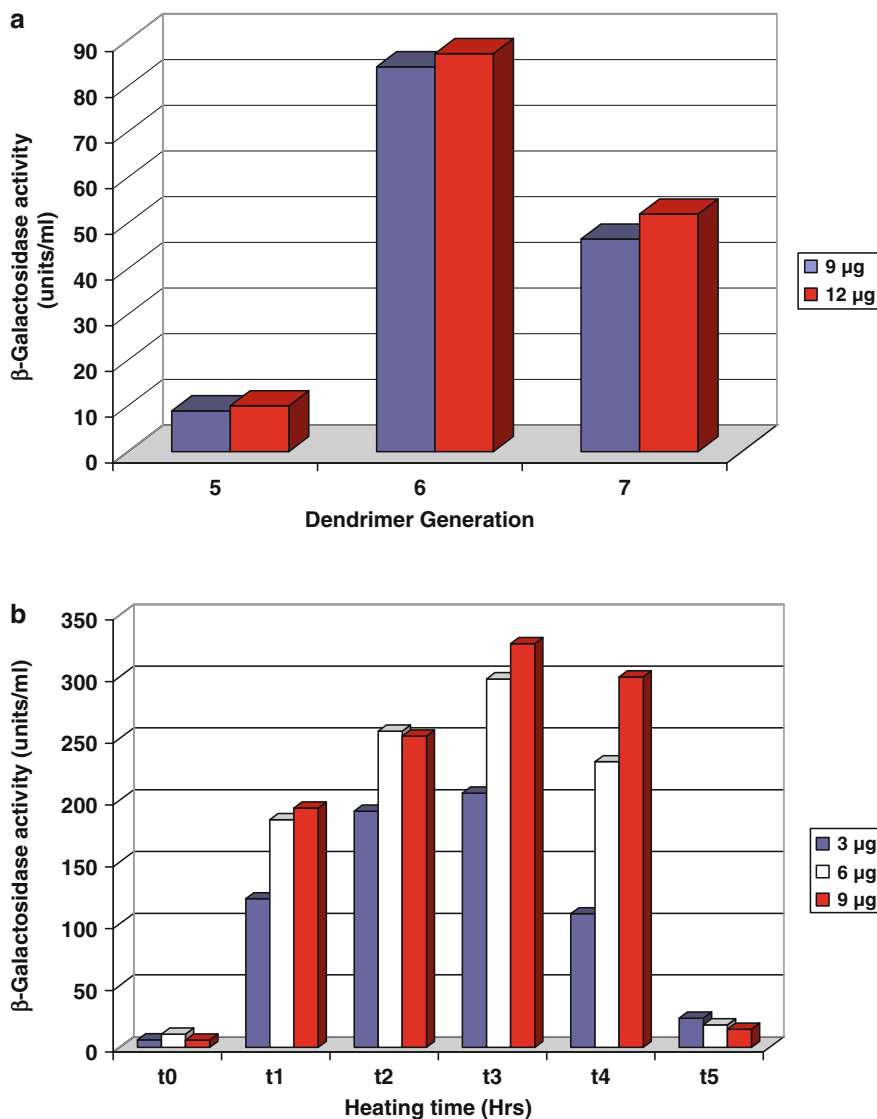 a
90
80
70
60
50
40
30
20
10
0
β-Galactosidase activity
(units/ml)
5 6 7
Dendrimer Generation
9 µg
12 µg
b
350
300
250
200
150
100
50
0
β-Galactosidase activity (units/ml)
t0 t1 t2 t3 t4 t5
Heating time (Hrs)
3 µg
6 µg
9 µg